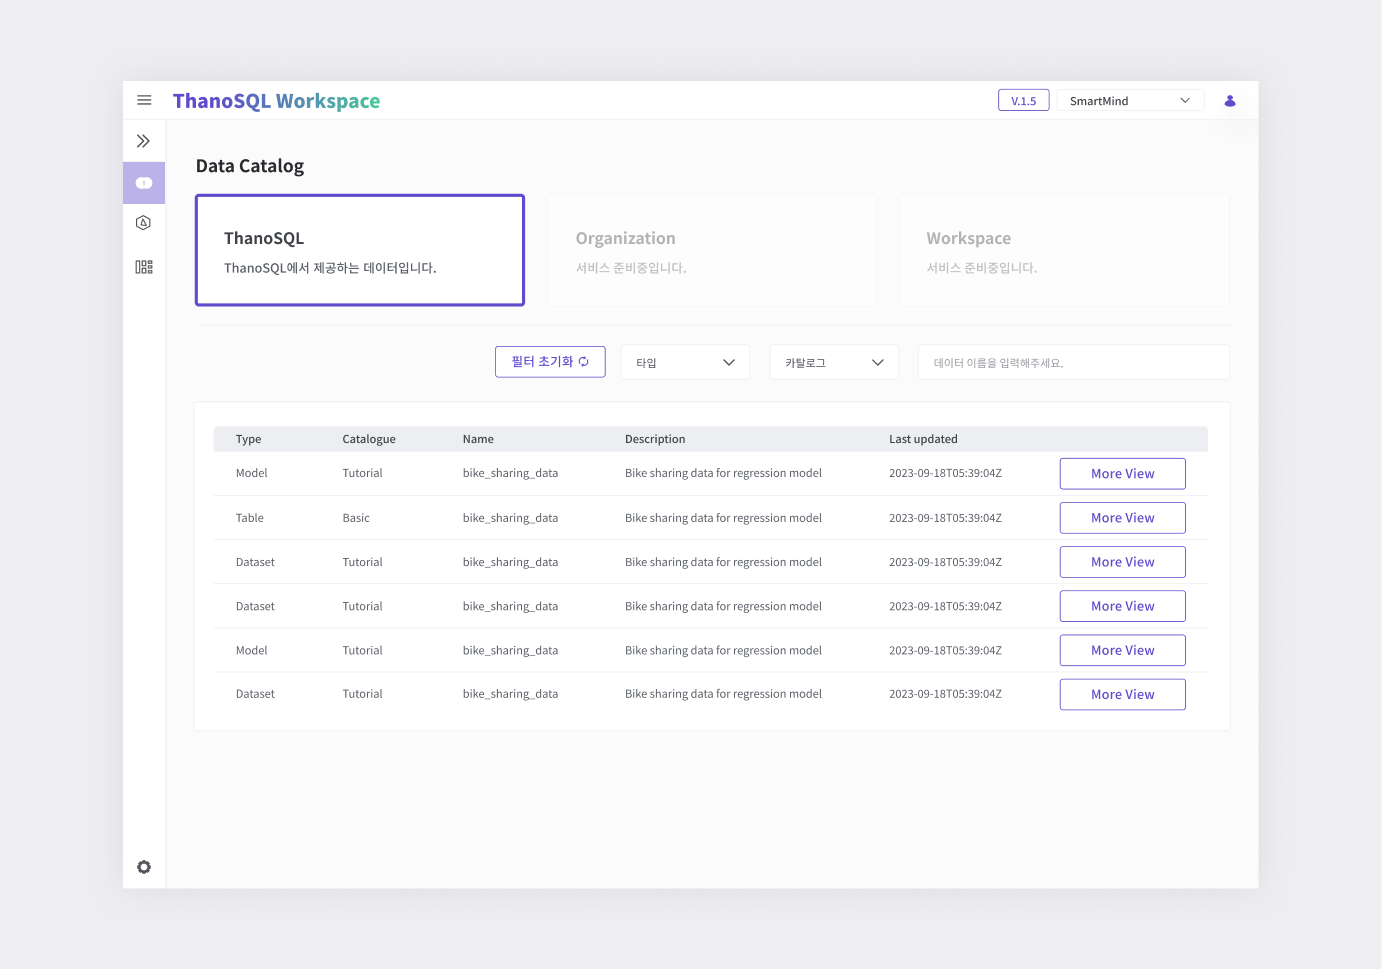 ThanoSQL Workspace
V.1.5
SmartMind
Data Catalog
ThanoSQL
ThanoSQL에서 제공하는 데이터입니다.
Organization
서비스 준비중입니다.
Workspace
서비스 준비중입니다.
필터 초기화
타입
카탈로그
데이터 이름을 입력해주세요.
Type Catalogue Name Description Last updated
Model Tutorial bike_sharing_data Bike sharing data for regression model 2023-09-18T05:39:04Z More View
Table Basic bike_sharing_data Bike sharing data for regression model 2023-09-18T05:39:04Z More View
Dataset Tutorial bike_sharing_data Bike sharing data for regression model 2023-09-18T05:39:04Z More View
Dataset Tutorial bike_sharing_data Bike sharing data for regression model 2023-09-18T05:39:04Z More View
Model Tutorial bike_sharing_data Bike sharing data for regression model 2023-09-18T05:39:04Z More View
Dataset Tutorial bike_sharing_data Bike sharing data for regression model 2023-09-18T05:39:04Z More View